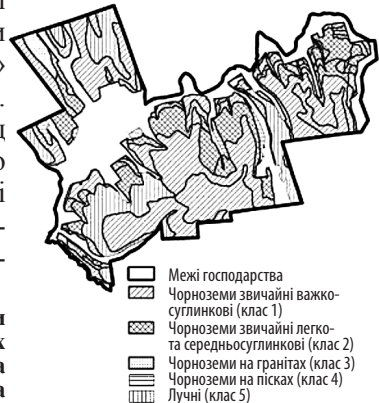 Межі господарства
Чорноземи звичайні важко-
суглинкові (клас 1)
Чорноземи звичайні легко-
та середньосуглинкові (клас 2)
Чорноземи на гранітах (клас 3)
Чорноземи на пісках (клас 4)
Лучні (клас 5)